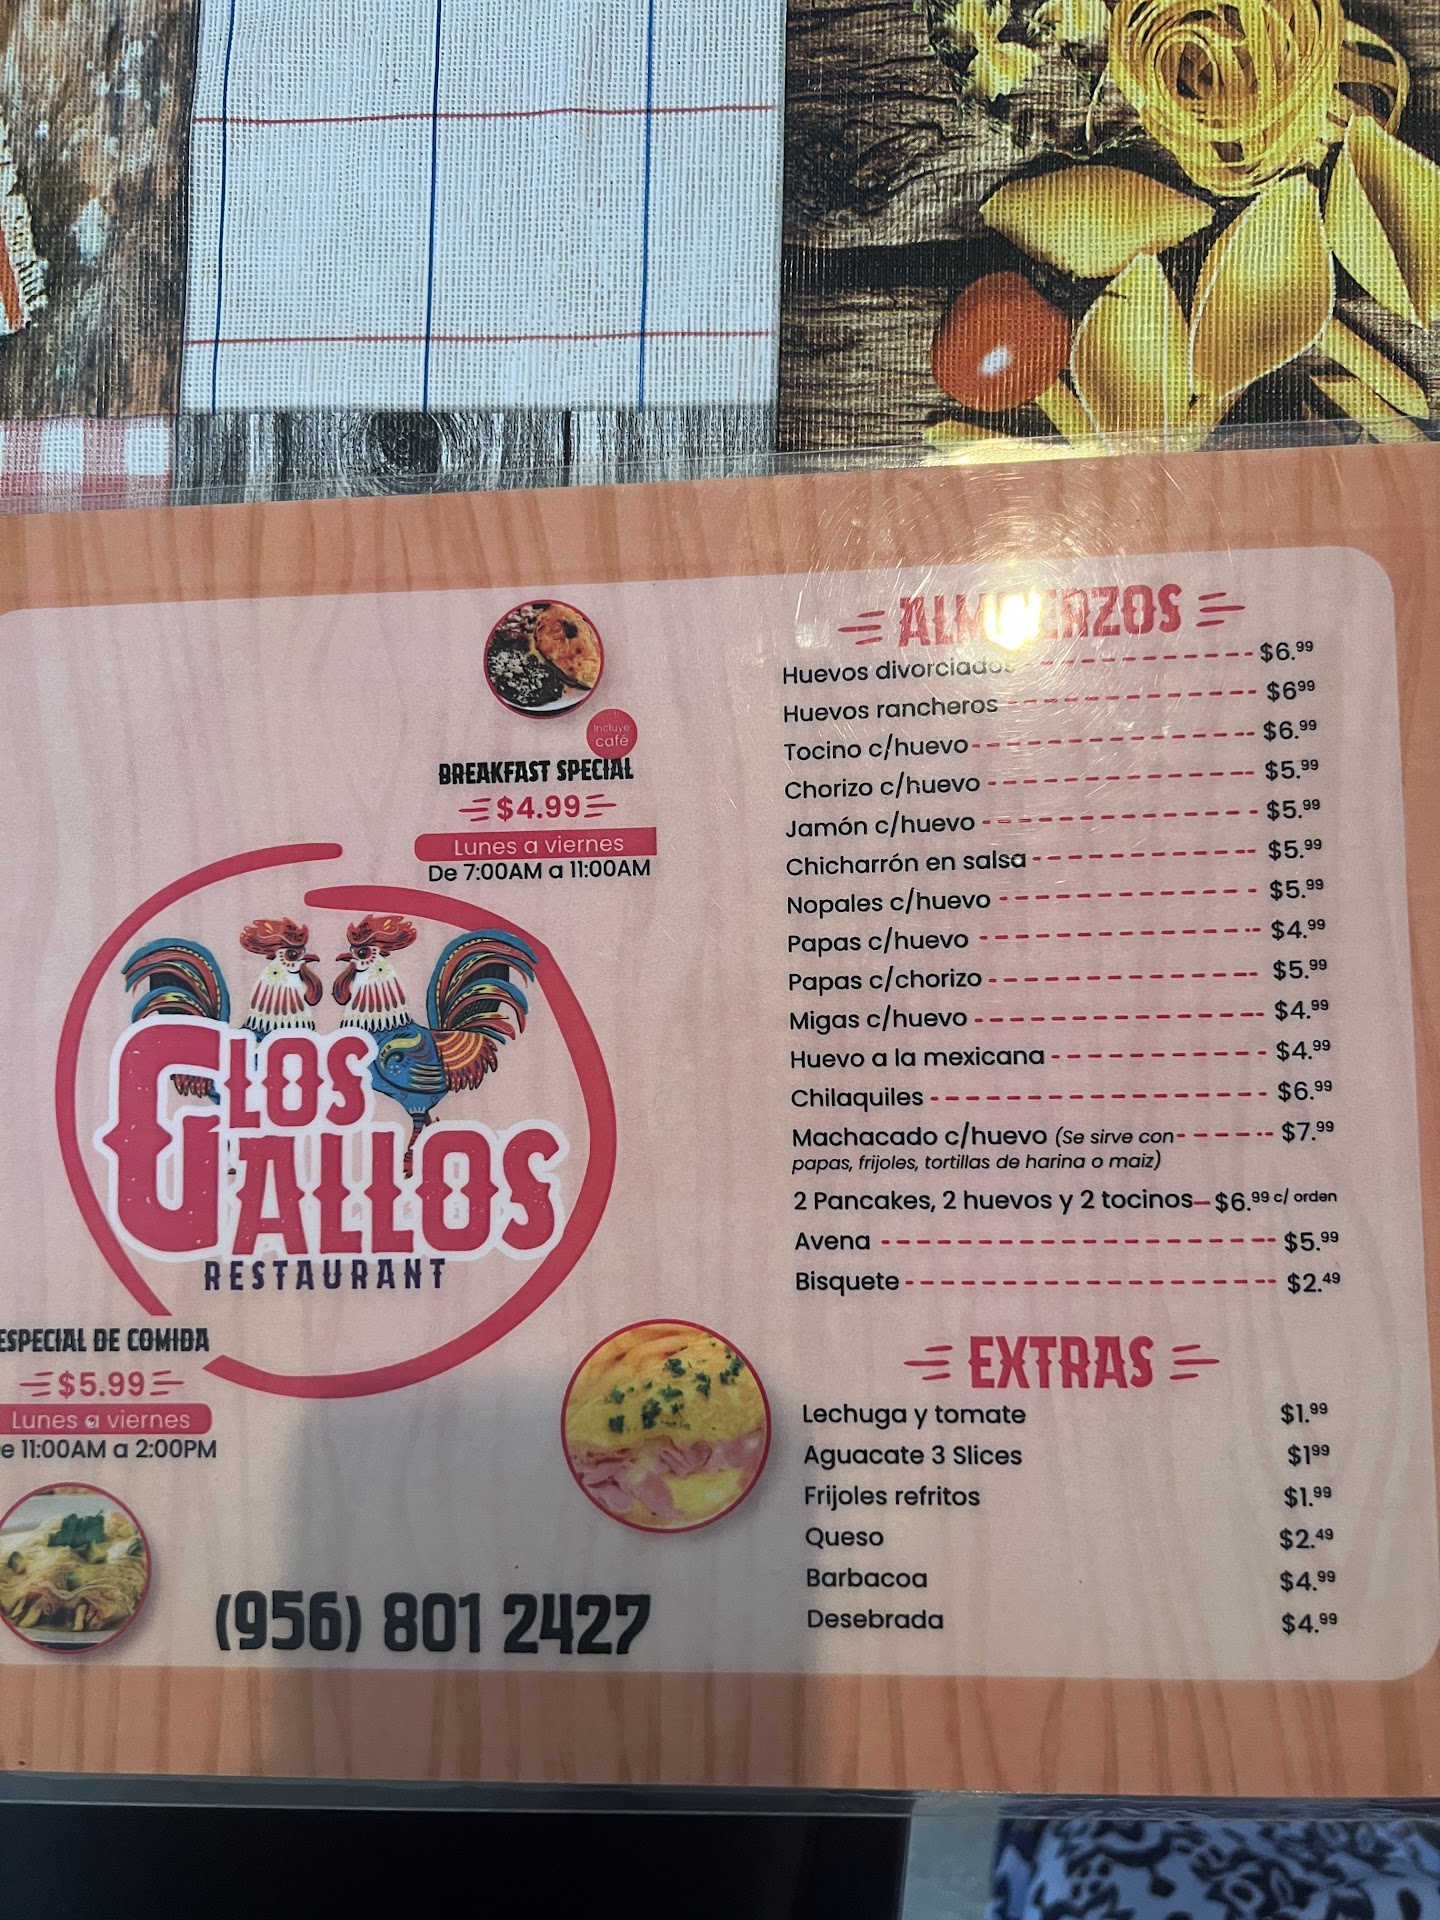 Incluye
café
BREAKFAST SPECIAL
$4.99
Lunes a viernes
De 7:00AM a 11:00AM
LOS
GALLOS
RESTAURANT
ESPECIAL DE COMIDA
$5.99
Lunes a viernes
e 11:00AM a 2:00PM
(956) 801 2427
ALMUERZOS
Huevos divorciados $6.99
Huevos rancheros $6.99
Tocino c/huevo $6.99
Chorizo c/huevo $5.99
Jamón c/huevo $5.99
Chicharrón en salsa $5.99
Nopales c/huevo $5.99
Papas c/huevo $4.99
Papas c/chorizo $5.99
Migas c/huevo $4.99
Huevo a la mexicana $4.99
Chilaquiles $6.99
Machacado c/huevo (Se sirve con $7.99
papas, frijoles, tortillas de harina o maiz)
2 Pancakes, 2 huevos y 2 tocinos $6.99 c/ orden
Avena $5.99
Bisquete $2.49
EXTRAS
Lechuga y tomate $1.99
Aguacate 3 Slices $1.99
Frijoles refritos $1.99
Queso $2.49
Barbacoa $4.99
Desebrada $4.99